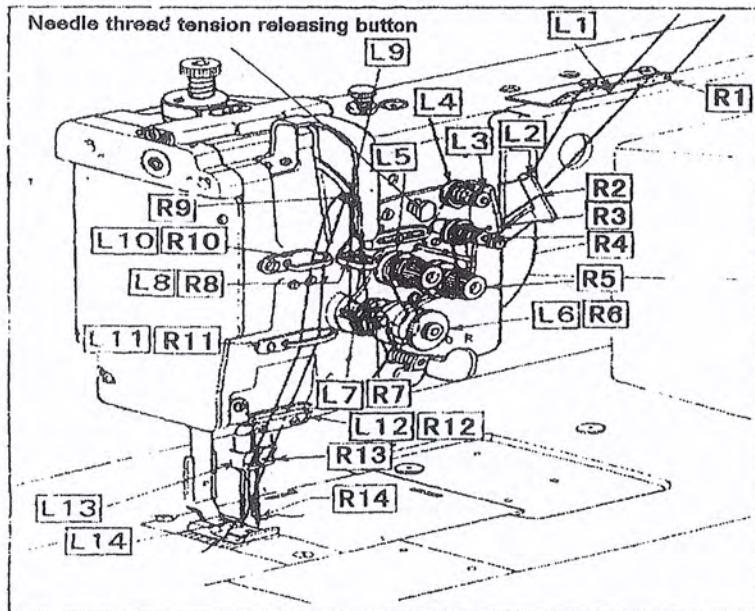 Needle thread tension releasing button
L1
L9
R1
L4
L3
L2
L5
R2
R9
R3
L10 R10
R4
L8 R8
R5
L6 R6
L11 R11
R
L7 R7
L12 R12
R13
L13
R14
L14